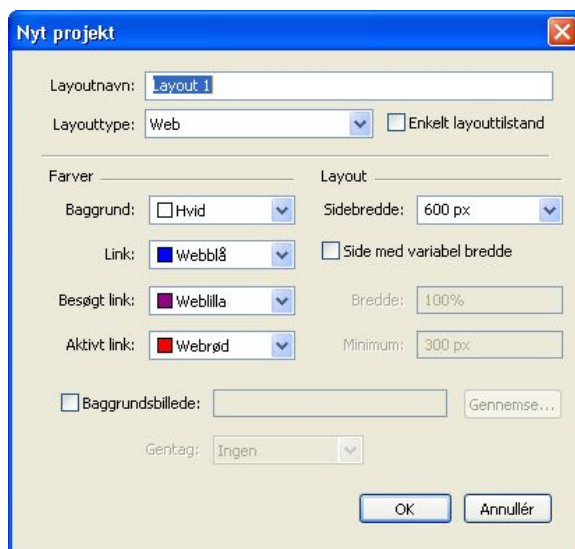 Nyt projekt
Layoutnavn: Layout 1
Layouttype: Web Enkelt layouttilstand
Farver Layout
Baggrund: Hvid Sidebredde: 600 px
Link: Webblå Side med variabel bredde
Besøgt link: Weblilla Bredde: 100%
Aktivt link: Webrød Minimum: 300 px
Baggrundsbillede: Gennemse...
Gentag: Ingen
OK Annullér